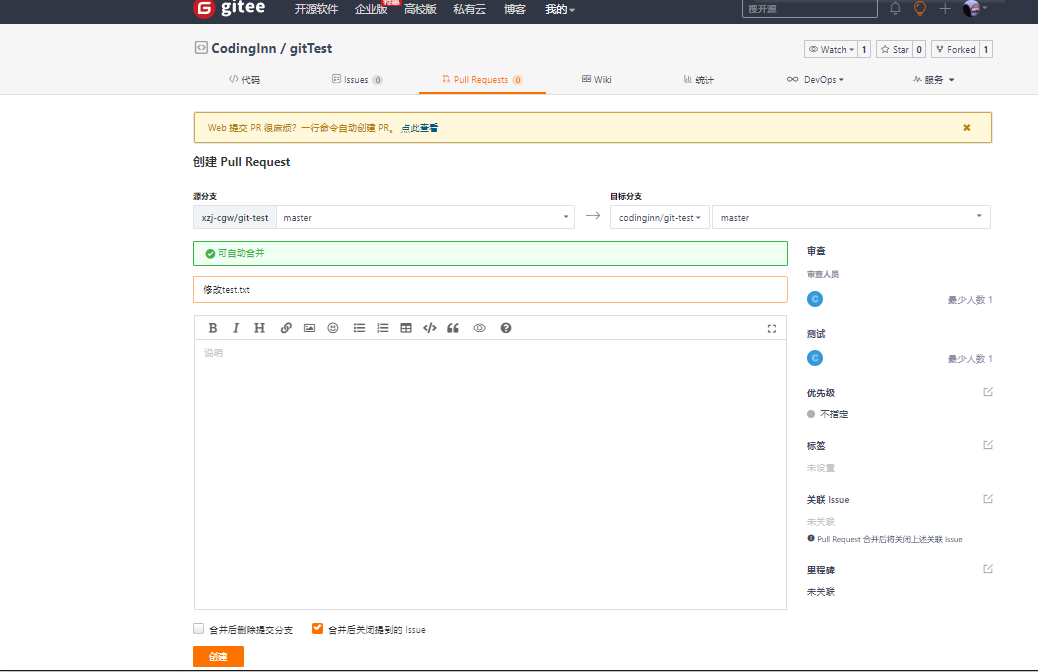 gitee 开源软件 企业版 特惠 高校版 私有云 博客 我的 搜开源
CodingInn / gitTest Watch 1 Star 0 Forked 1
代码 Issues 0 Pull Requests 0 Wiki 统计 DevOps 服务
Web 提交 PR 很麻烦？一行命令自动创建 PR。 点此查看
创建 Pull Request
源分支 目标分支
xzj-cgw/git-test master codinginn/git-test master
可自动合并
修改test.txt
B I H
说明
审查
审查人员
C 最少人数 1
测试
C 最少人数 1
优先级
不指定
标签
未设置
关联 Issue
未关联
Pull Request 合并后将关闭上述关联 Issue
里程碑
未关联
合并后删除提交分支 合并后关闭提到的 Issue
创建